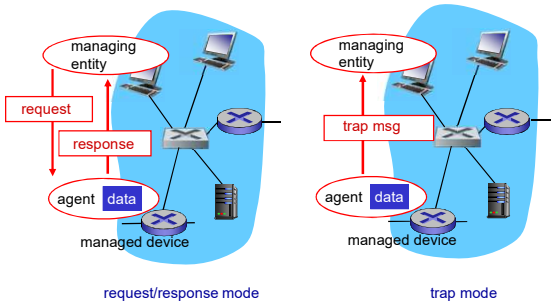 managing
entity
request
response
agent data
managed device
request/response mode
managing
entity
trap msg
agent data
managed device
trap mode